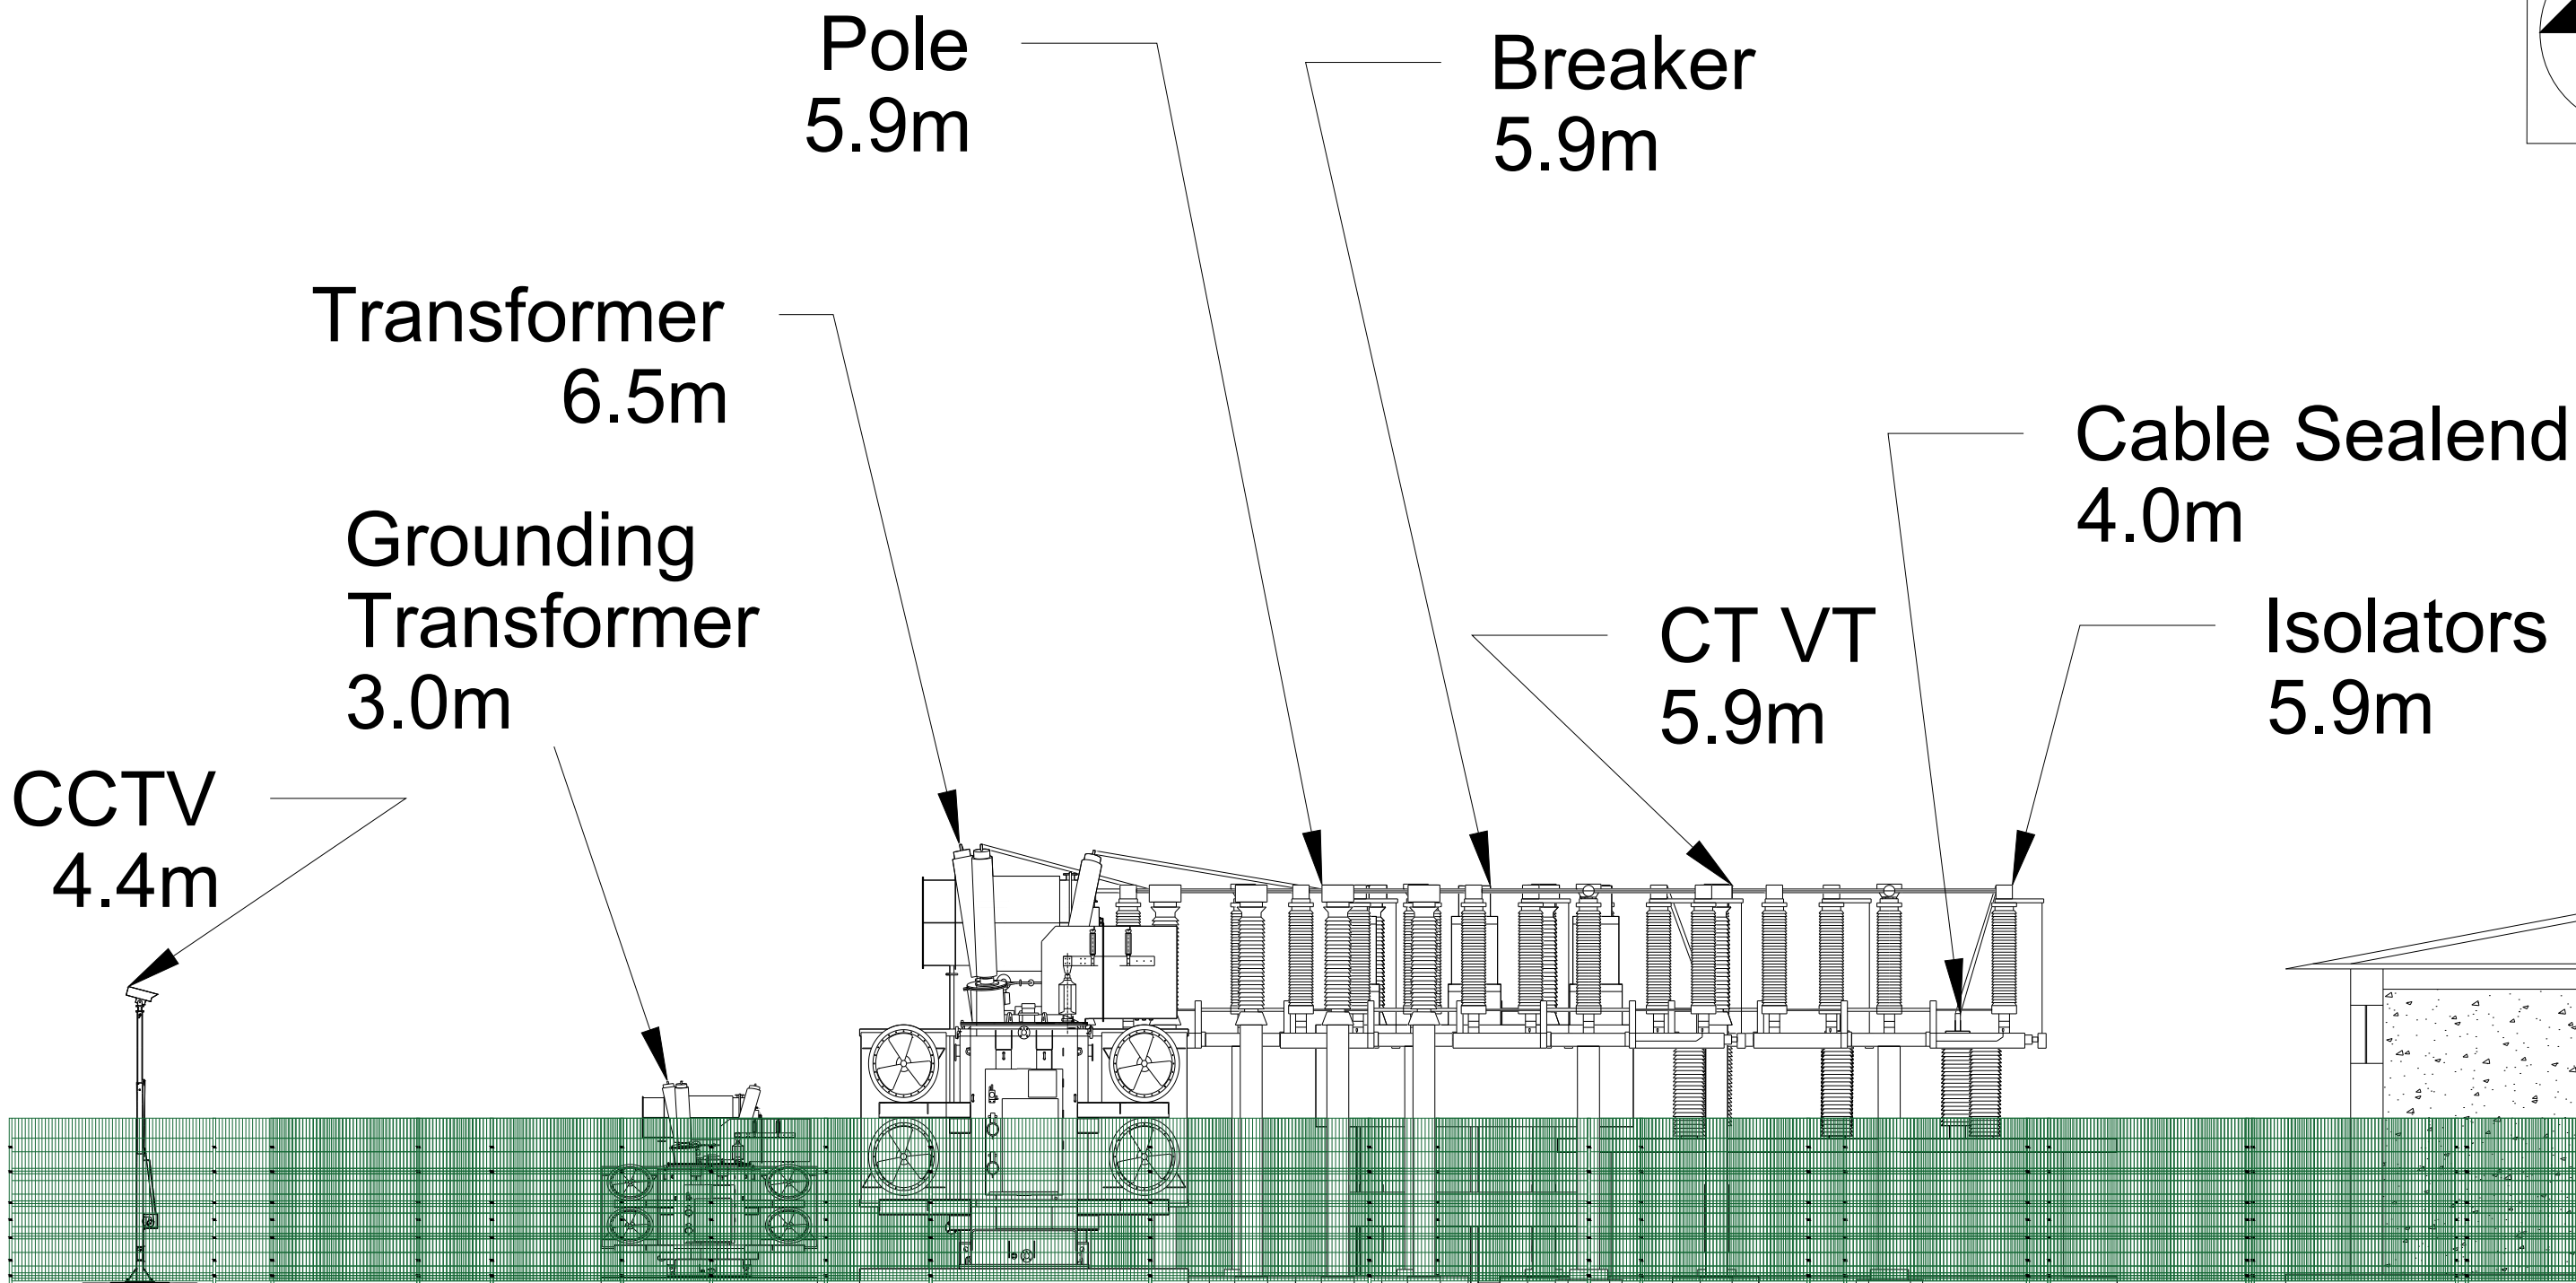 Pole
5.9m
Breaker
5.9m
Transformer
6.5m
Cable Sealend
4.0m
Grounding
Transformer
3.0m
CT VT
5.9m
Isolators
5.9m
CCTV
4.4m